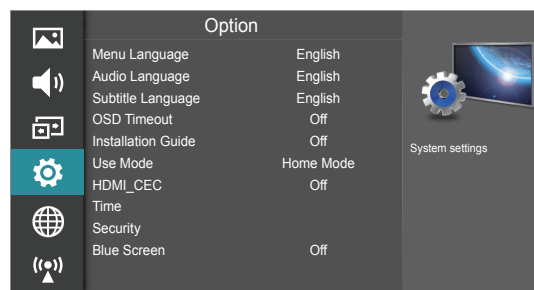 Option
Menu Language English
Audio Language English
Subtitle Language English
OSD Timeout Off
Installation Guide Off
Use Mode Home Mode
HDMI_CEC Off
Time
Security
Blue Screen Off
System settings